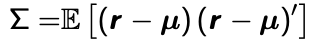 Σ =𝔼 [(𝒓 − 𝝁) (𝒓 − 𝝁)′]